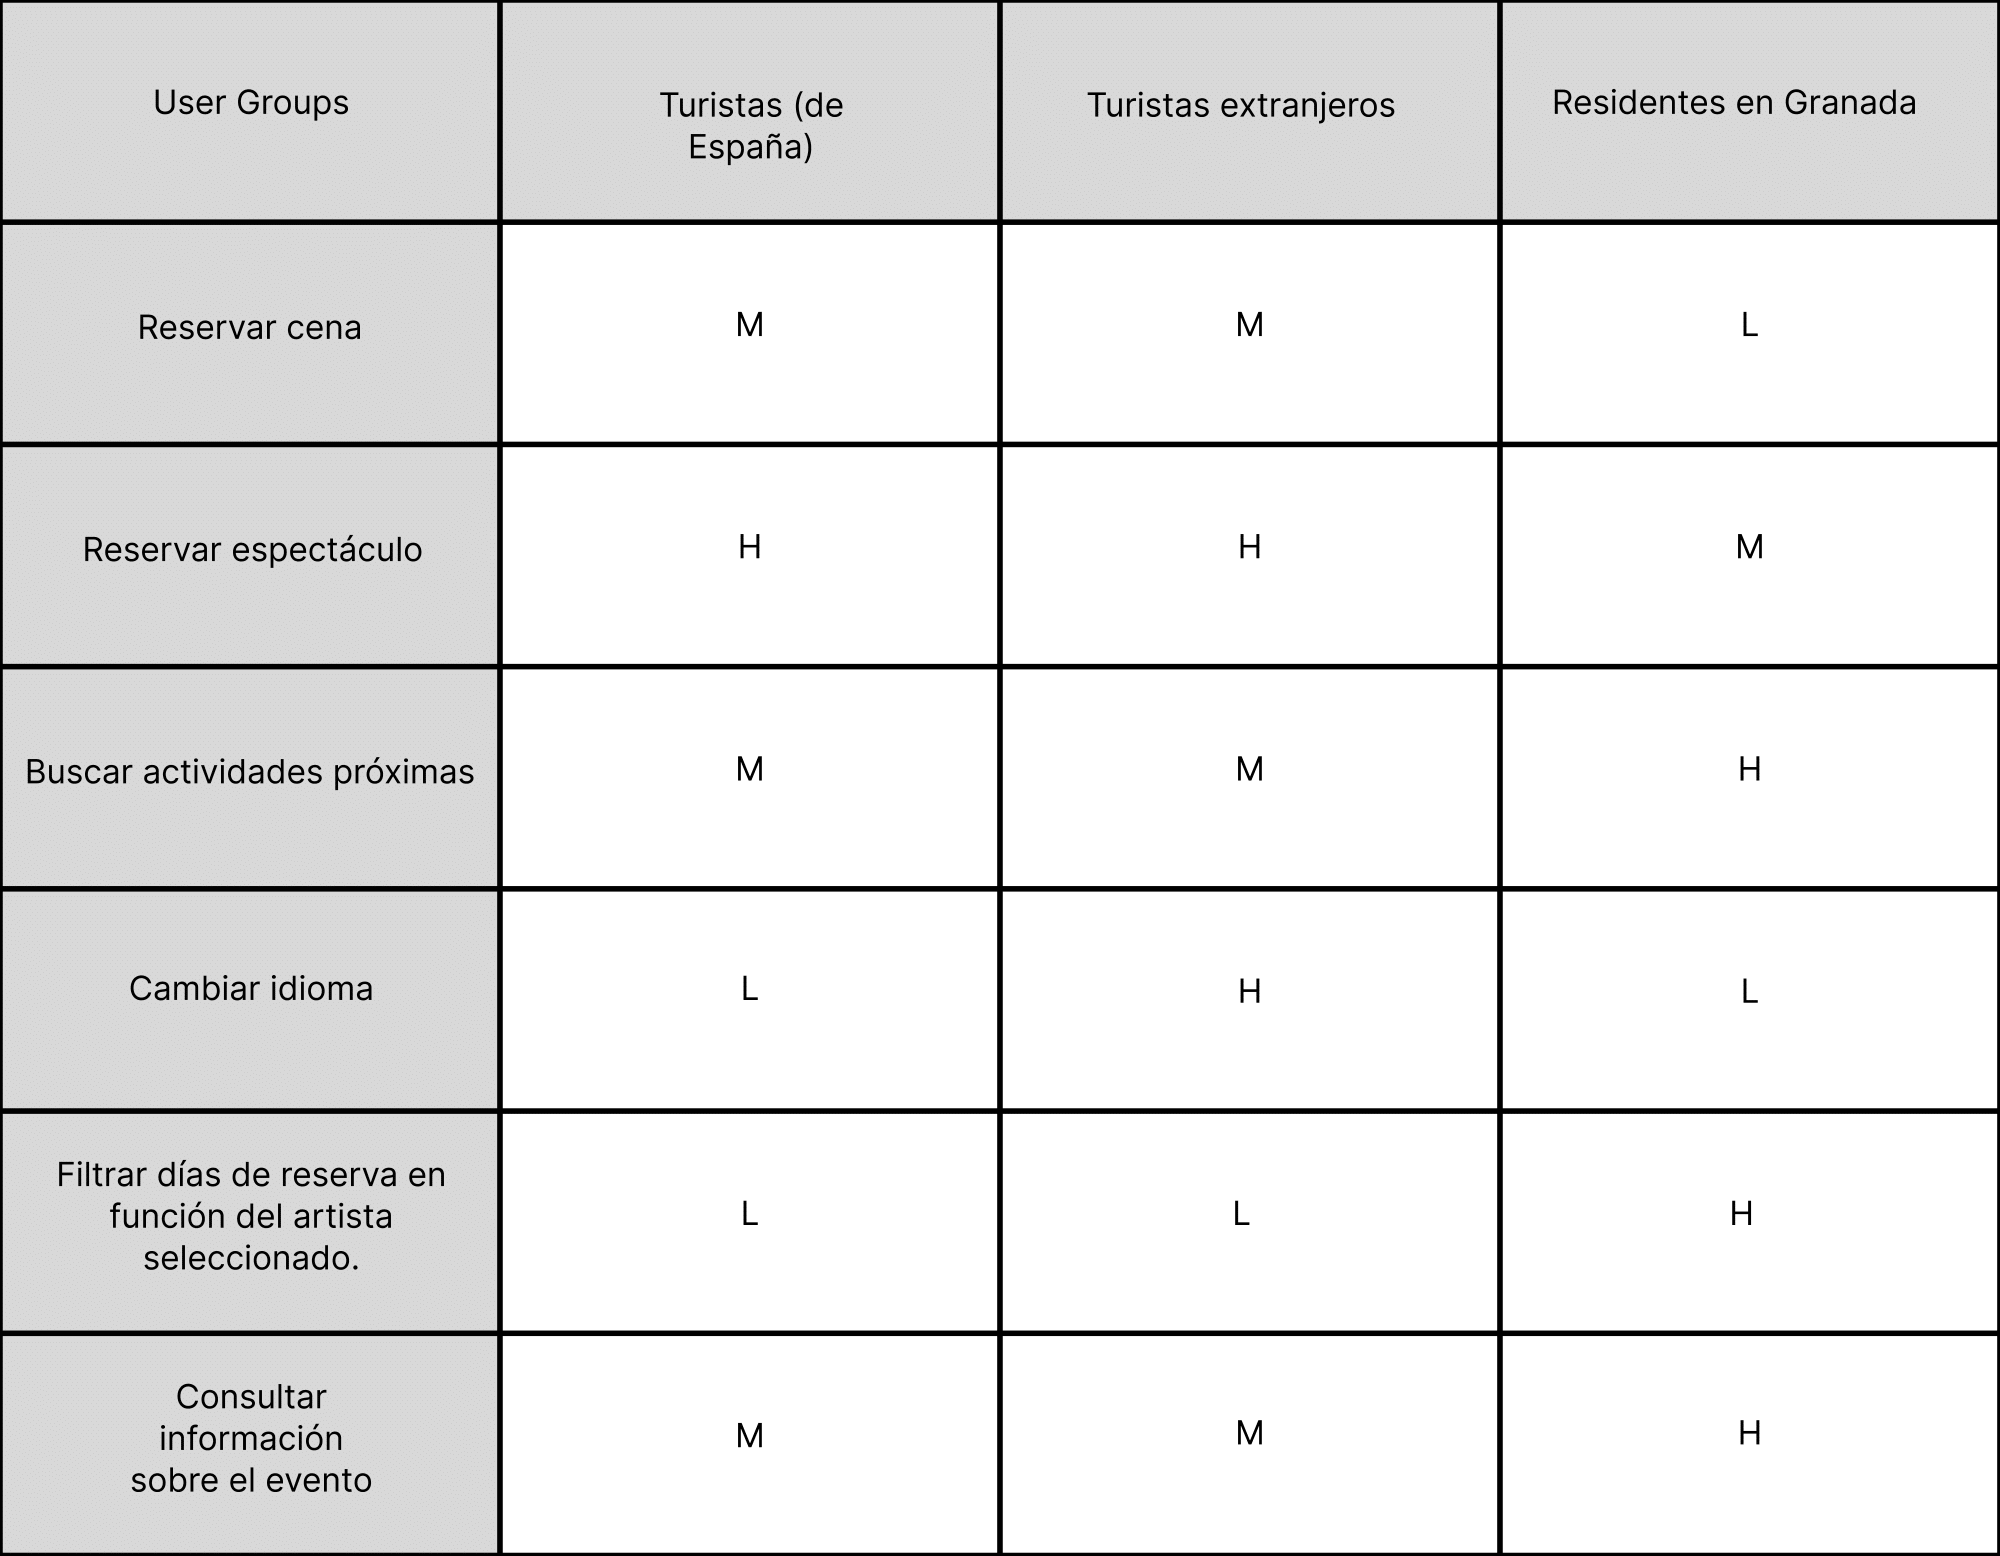 User Groups
Turistas (de
España)
Turistas extranjeros
Residentes en Granada
Reservar cena
M
M
L
Reservar espectáculo
H
H
M
Buscar actividades próximas
M
M
H
Cambiar idioma
L
H
L
Filtrar días de reserva en
función del artista
seleccionado.
L
L
H
Consultar
información
sobre el evento
M
M
H